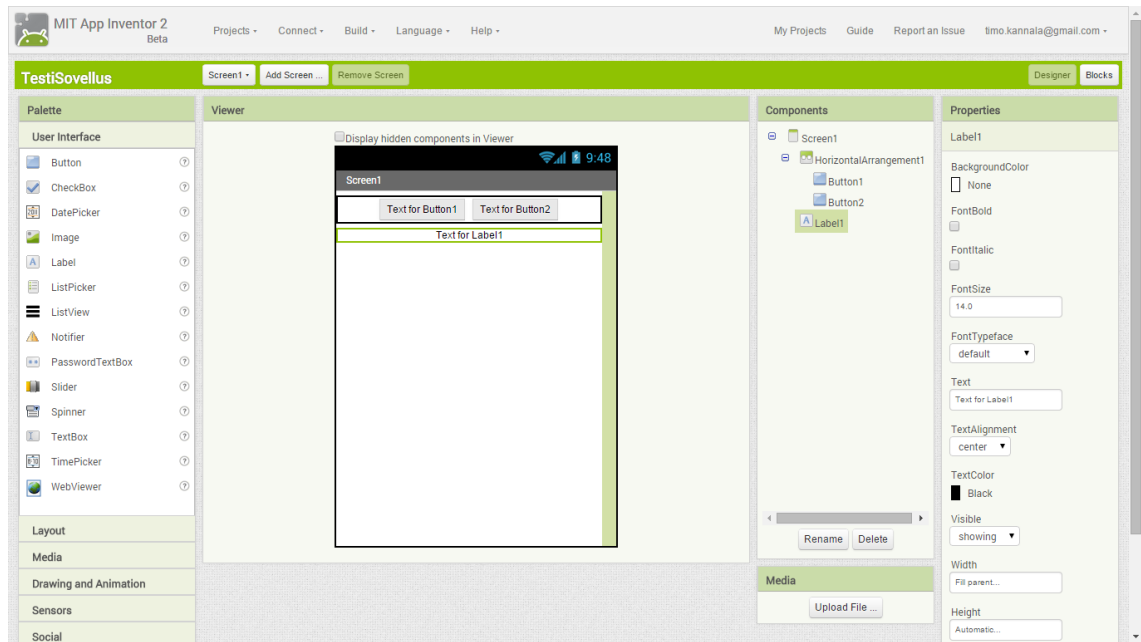 MIT App Inventor 2
Beta
Projects Connect Build Language Help
My Projects Guide Report an Issue timo.kannala@gmail.com
TestiSovellus
Screen1 Add Screen ... Remove Screen
Designer Blocks
Palette
User Interface
Button
CheckBox
DatePicker
Image
Label
ListPicker
ListView
Notifier
PasswordTextBox
Slider
Spinner
TextBox
TimePicker
WebViewer
Layout
Media
Drawing and Animation
Sensors
Social
Viewer
Display hidden components in Viewer
9:48
Screen1
Text for Button1 Text for Button2
Text for Label1
Components
Screen1
HorizontalArrangement1
Button1
Button2
Label1
Rename Delete
Media
Upload File ...
Properties
Label1
BackgroundColor
None
FontBold
FontItalic
FontSize
14.0
FontTypeface
default
Text
Text for Label1
TextAlignment
center
TextColor
Black
Visible
showing
Width
Fill parent...
Height
Automatic...